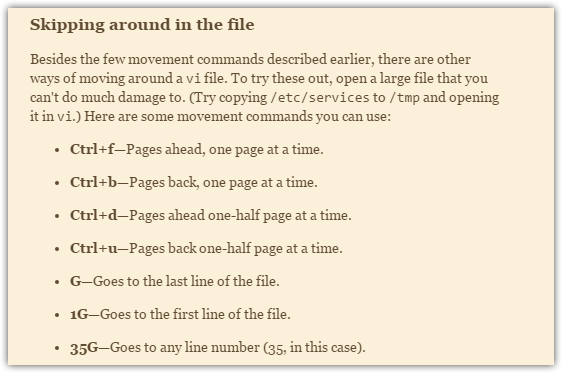 Skipping around in the file
Besides the few movement commands described earlier, there are other
ways of moving around a vi file. To try these out, open a large file that you
can't do much damage to. (Try copying /etc/services to /tmp and opening
it in vi.) Here are some movement commands you can use:
• Ctrl+f—Pages ahead, one page at a time.
• Ctrl+b—Pages back, one page at a time.
• Ctrl+d—Pages ahead one-half page at a time.
• Ctrl+u—Pages back one-half page at a time.
• G—Goes to the last line of the file.
• 1G—Goes to the first line of the file.
• 35G—Goes to any line number (35, in this case).